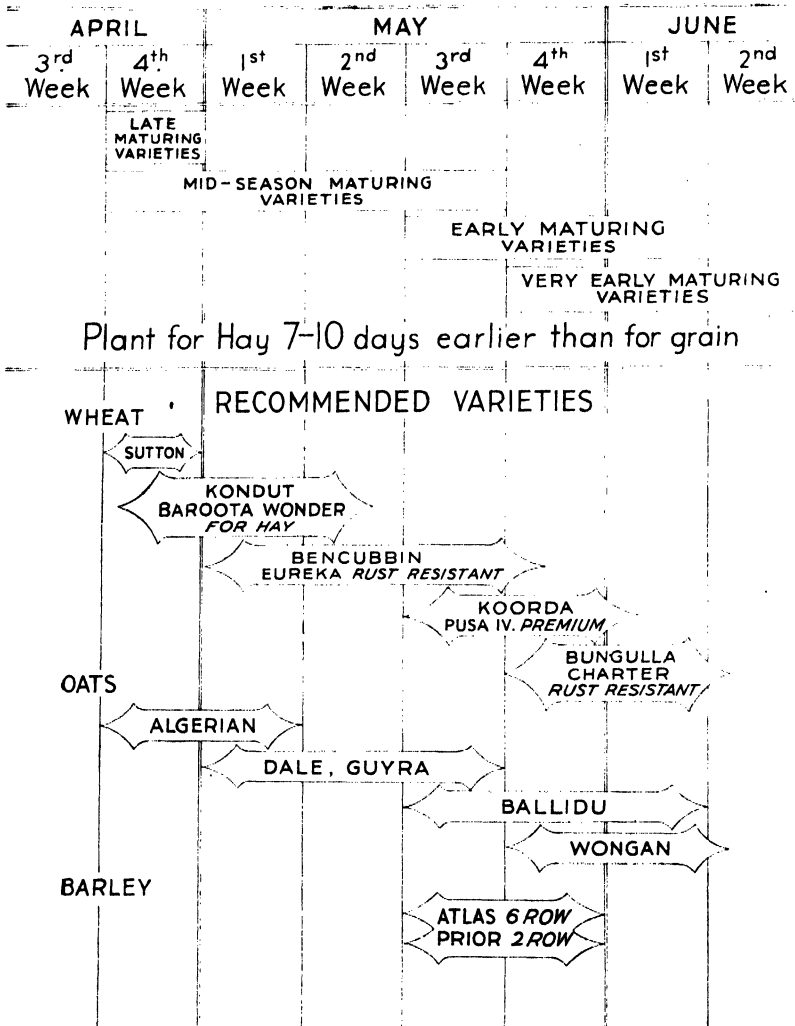 APRIL MAY JUNE
3rd Week 4th Week 1st Week 2nd Week 3rd Week 4th Week 1st Week 2nd Week
LATE
MATURING
VARIETIES
MID-SEASON MATURING
VARIETIES
EARLY MATURING
VARIETIES
VERY EARLY MATURING
VARIETIES
Plant for Hay 7-10 days earlier than for grain
RECOMMENDED VARIETIES
WHEAT
SUTTON
KONDUT
BAROOTA WONDER
FOR HAY
BENCUBBIN
EUREKA RUST RESISTANT
KOORDA
PUSA IV. PREMIUM
BUNGULLA
CHARTER
RUST RESISTANT
OATS
ALGERIAN
DALE, GUYRA
BALLIDU
WONGAN
BARLEY
ATLAS 6 ROW
PRIOR 2 ROW